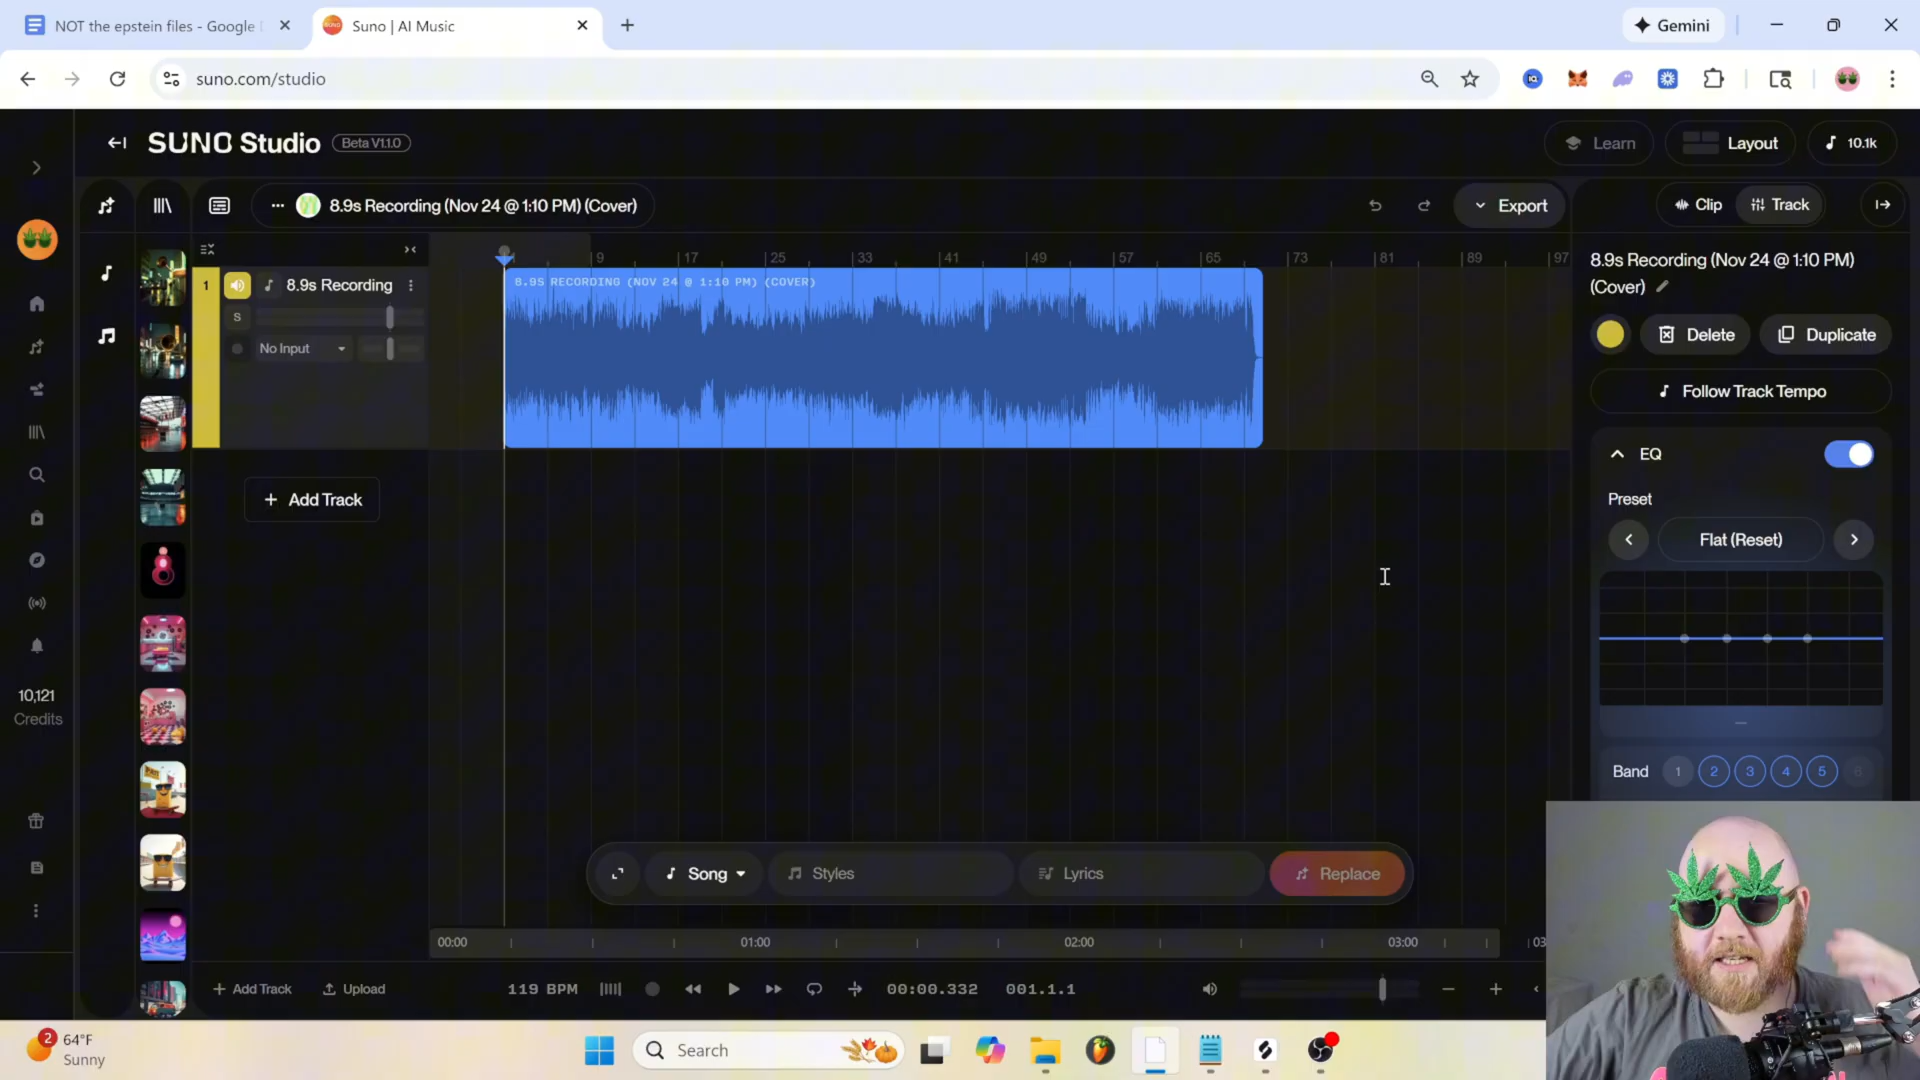 NOT the epstein files - Google
Suno | AI Music
Gemini
suno.com/studio
SUNO Studio
Beta V1.1.0
Learn
Layout
10.1k
8.9s Recording (Nov 24 @ 1:10 PM) (Cover)
Export
Clip
Track
9 17 25 33 41 49 57 65 73 81 89 97
8.9s Recording (Nov 24 @ 1:10 PM)
(Cover)
1
8.9s Recording
8.9S RECORDING (NOV 24 @ 1:10 PM) (COVER)
S
No Input
Delete
Duplicate
Follow Track Tempo
EQ
Add Track
Preset
Flat (Reset)
10,121
Credits
Band 1 2 3 4 5 6
Song
Styles
Lyrics
Replace
00:00 01:00 02:00 03:00 03
Add Track
Upload
119 BPM
00:00.332
001.1.1
2
64°F
Sunny
Search